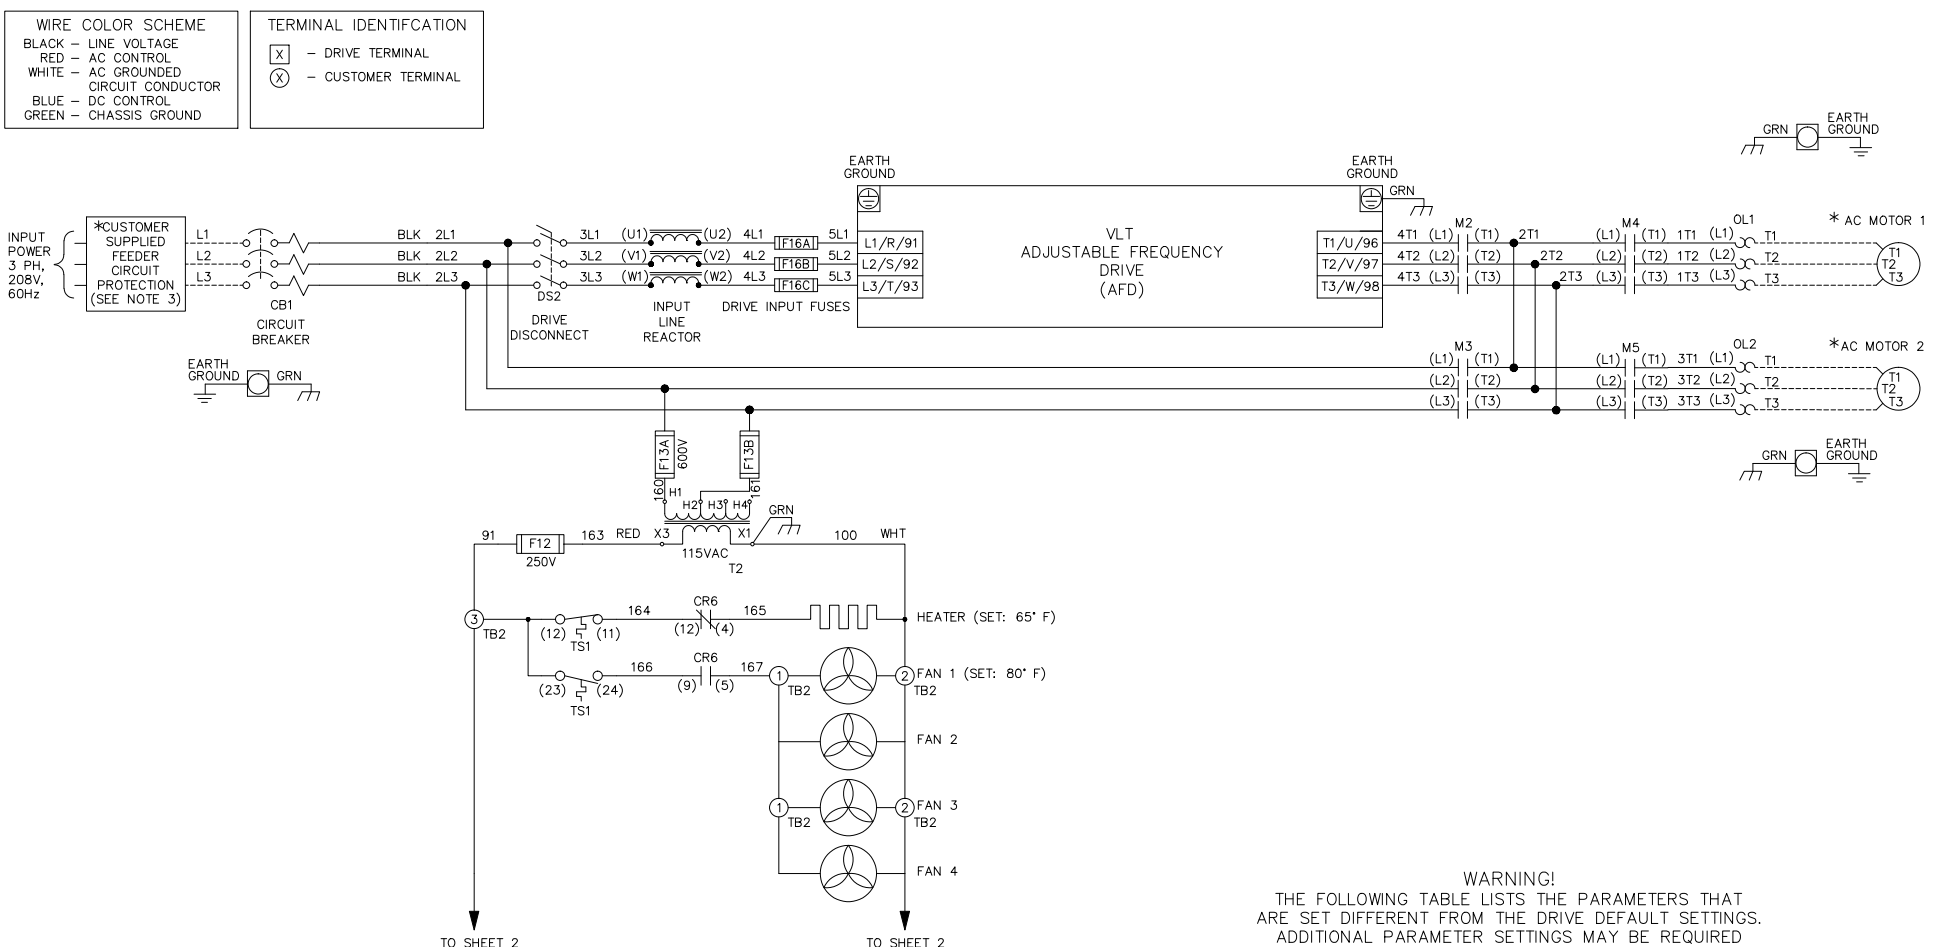 WIRE COLOR SCHEME
BLACK – LINE VOLTAGE
RED – AC CONTROL
WHITE – AC GROUNDED
CIRCUIT CONDUCTOR
BLUE – DC CONTROL
GREEN – CHASSIS GROUND
TERMINAL IDENTIFCATION
X – DRIVE TERMINAL
X – CUSTOMER TERMINAL
GRN
EARTH
GROUND
INPUT
POWER
3 PH,
208V,
60Hz
*CUSTOMER
SUPPLIED
FEEDER
CIRCUIT
PROTECTION
(SEE NOTE 3)
L1
L2
L3
CB1
CIRCUIT
BREAKER
BLK 2L1
BLK 2L2
BLK 2L3
DS2
DRIVE
DISCONNECT
3L1 (U1) (U2) 4L1 F16A 5L1
3L2 (V1) (V2) 4L2 F16B 5L2
3L3 (W1) (W2) 4L3 F16C 5L3
INPUT
LINE
REACTOR
DRIVE INPUT FUSES
EARTH
GROUND
L1/R/91
L2/S/92
L3/T/93
VLT
ADJUSTABLE FREQUENCY
DRIVE
(AFD)
EARTH
GROUND
GRN
T1/U/96
T2/V/97
T3/W/98
M2
4T1 (L1) (T1) 2T1
4T2 (L2) (T2) 2T2
4T3 (L3) (T3) 2T3
M4
OL1
(L1) (T1) 1T1 (L1) T1
(L2) (T2) 1T2 (L2) T2
(L3) (T3) 1T3 (L3) T3
* AC MOTOR 1
T1
T2
T3
EARTH
GROUND
GRN
M3
(L1) (T1)
(L2) (T2)
(L3) (T3)
M5
OL2
(L1) (T1) 3T1 (L1) T1
(L2) (T2) 3T2 (L2) T2
(L3) (T3) 3T3 (L3) T3
*AC MOTOR 2
T1
T2
T3
GRN
EARTH
GROUND
F13A
600V
F13B
160
161
H1
H2 H3 H4
GRN
91 F12 163 RED X3 X1 100 WHT
250V
115VAC
T2
3
TB2
(12) (11)
TS1
164
CR6
(12) (4)
165
HEATER (SET: 65° F)
(23) (24)
TS1
166
CR6
(9) (5)
167
1
TB2
2
TB2
FAN 1 (SET: 80° F)
FAN 2
1
TB2
2
TB2
FAN 3
FAN 4
TO SHEET 2
TO SHEET 2
WARNING!
THE FOLLOWING TABLE LISTS THE PARAMETERS THAT
ARE SET DIFFERENT FROM THE DRIVE DEFAULT SETTINGS.
ADDITIONAL PARAMETER SETTINGS MAY BE REQUIRED